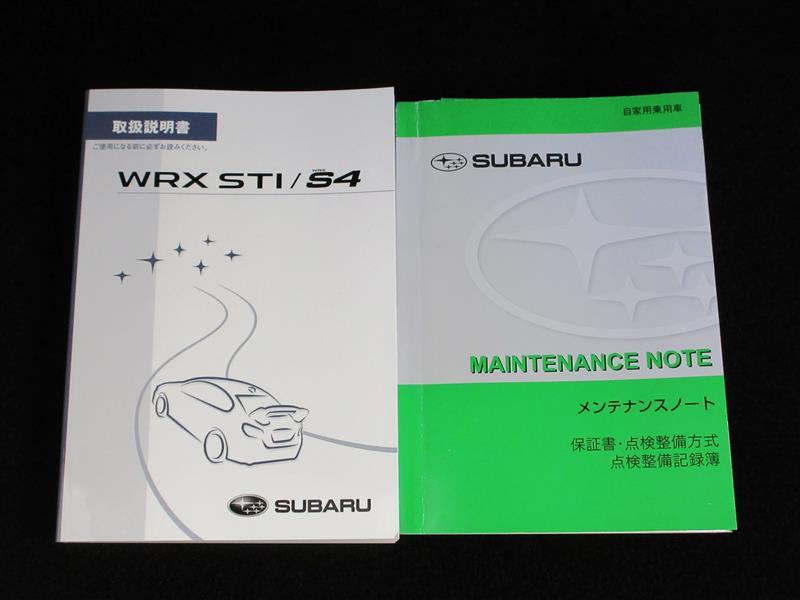 取扱説明書
ご使用になる前に必ずお読みください。
WRX STI / WRX S4
SUBARU
自家用乗用車
SUBARU
MAINTENANCE NOTE
メンテナンスノート
保証書・点検整備方式
点検整備記録簿